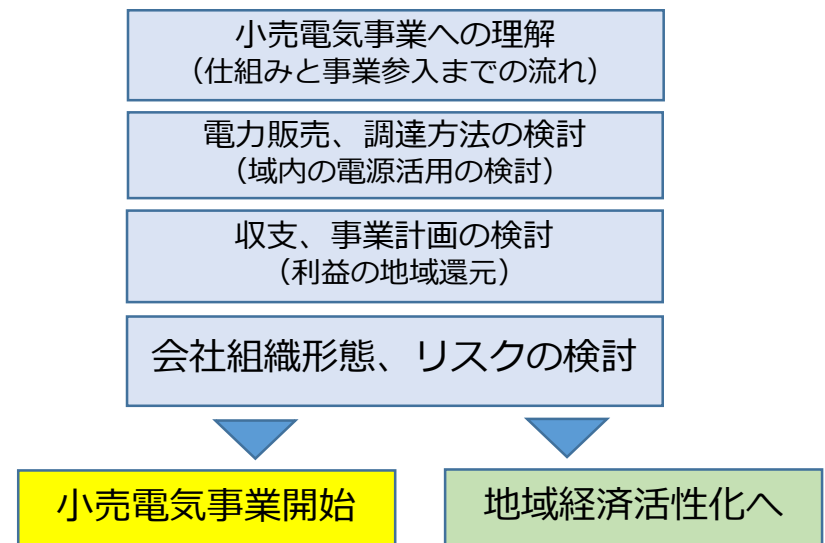 小売電気事業への理解
（仕組みと事業参入までの流れ）
電力販売、調達方法の検討
（域内の電源活用の検討）
収支、事業計画の検討
（利益の地域還元）
会社組織形態、リスクの検討
小売電気事業開始
地域経済活性化へ